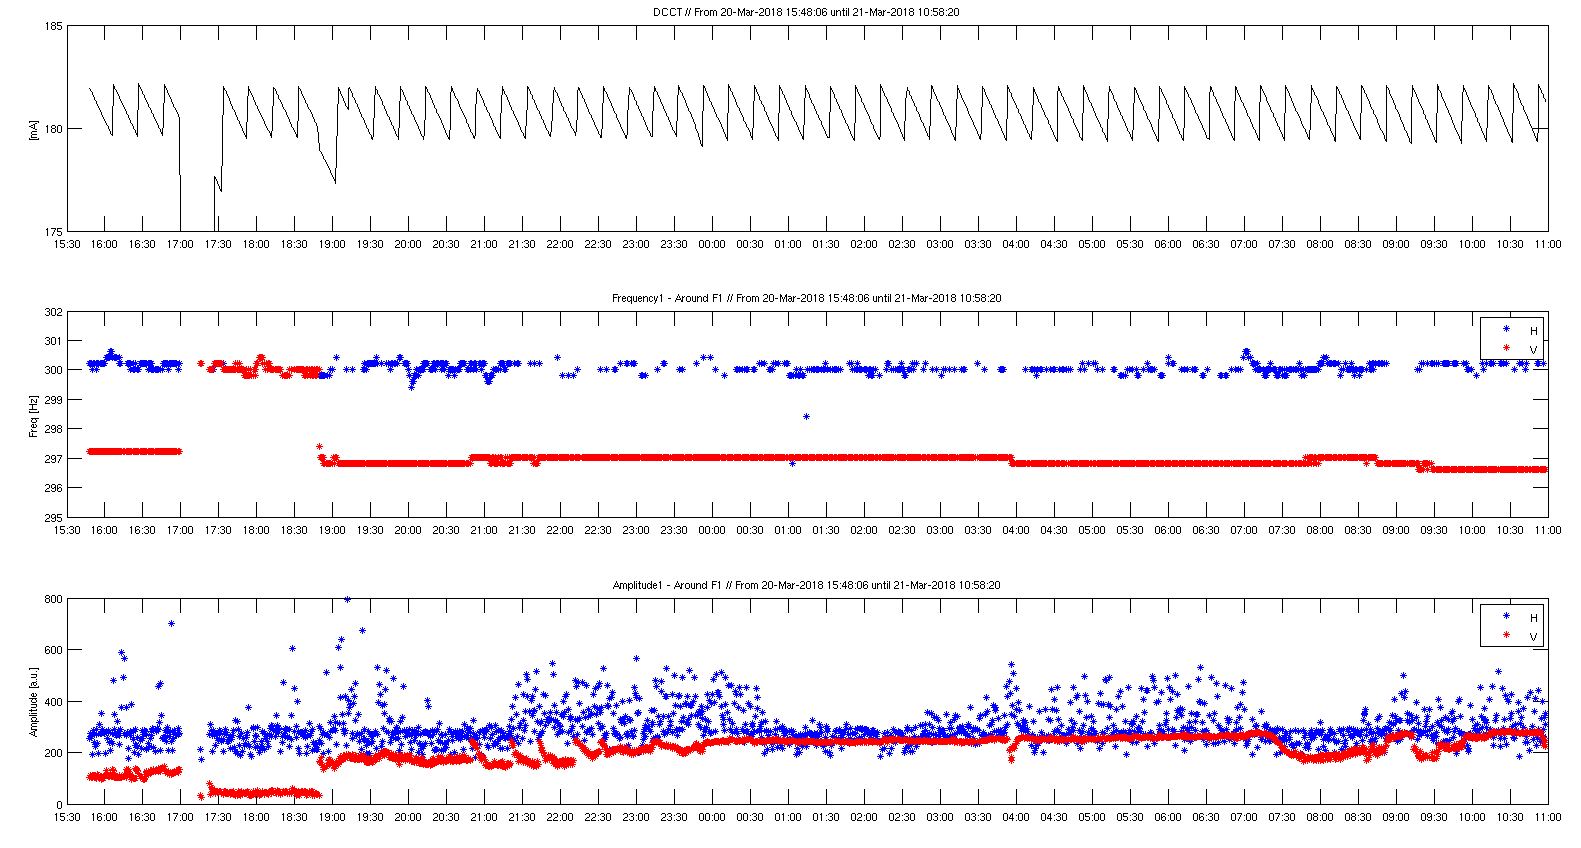 DCCT // From 20-Mar-2018 15:48:06 until 21-Mar-2018 10:58:20
185
180
175
[mA]
15:30 16:00 16:30 17:00 17:30 18:00 18:30 19:00 19:30 20:00 20:30 21:00 21:30 22:00 22:30 23:00 23:30 00:00 00:30 01:00 01:30 02:00 02:30 03:00 03:30 04:00 04:30 05:00 05:30 06:00 06:30 07:00 07:30 08:00 08:30 09:00 09:30 10:00 10:30 11:00
Frequency1 - Around F1 // From 20-Mar-2018 15:48:06 until 21-Mar-2018 10:58:20
302
301
300
299
298
297
296
295
Freq [Hz]
H
V
15:30 16:00 16:30 17:00 17:30 18:00 18:30 19:00 19:30 20:00 20:30 21:00 21:30 22:00 22:30 23:00 23:30 00:00 00:30 01:00 01:30 02:00 02:30 03:00 03:30 04:00 04:30 05:00 05:30 06:00 06:30 07:00 07:30 08:00 08:30 09:00 09:30 10:00 10:30 11:00
Amplitude1 - Around F1 // From 20-Mar-2018 15:48:06 until 21-Mar-2018 10:58:20
800
600
400
200
0
Amplitude [a.u.]
H
V
15:30 16:00 16:30 17:00 17:30 18:00 18:30 19:00 19:30 20:00 20:30 21:00 21:30 22:00 22:30 23:00 23:30 00:00 00:30 01:00 01:30 02:00 02:30 03:00 03:30 04:00 04:30 05:00 05:30 06:00 06:30 07:00 07:30 08:00 08:30 09:00 09:30 10:00 10:30 11:00